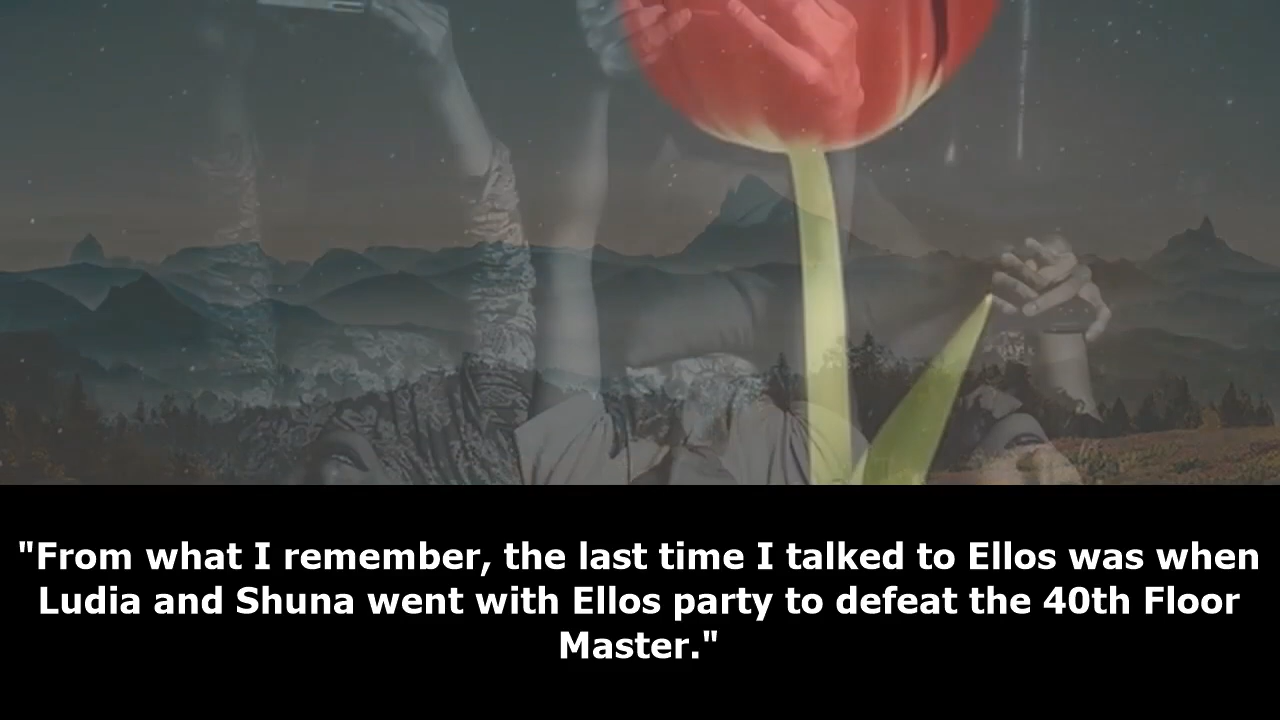 "From what I remember, the last time I talked to Ellos was when
Ludia and Shuna went with Ellos party to defeat the 40th Floor
Master."